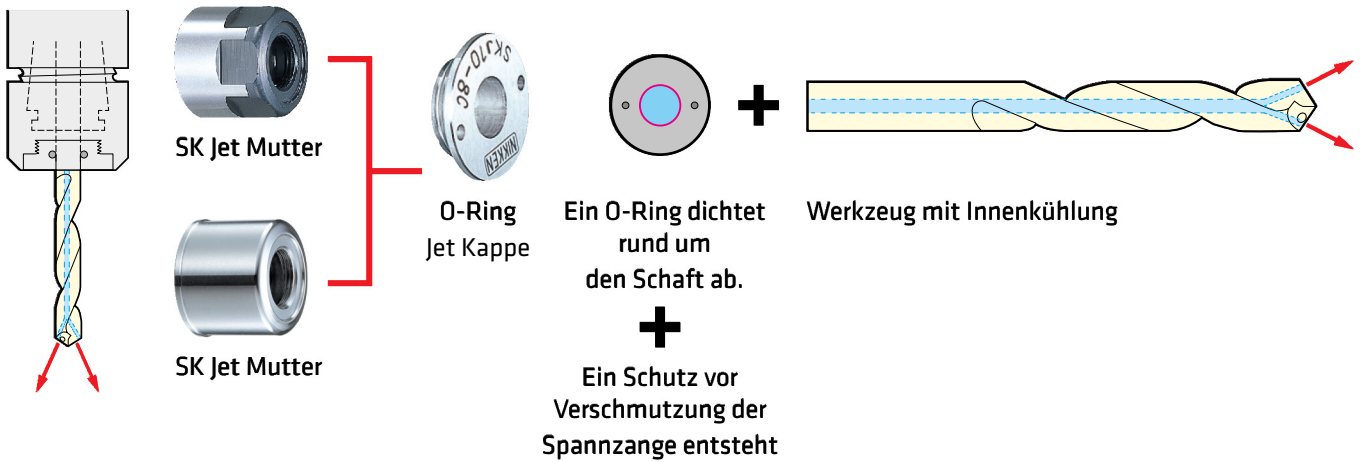 SK Jet Mutter
SK Jet Mutter
SKJ10-8C
NIKKEN
O-Ring
Jet Kappe
Ein O-Ring dichtet
rund um
den Schaft ab.
Ein Schutz vor
Verschmutzung der
Spannzange entsteht
Werkzeug mit Innenkühlung